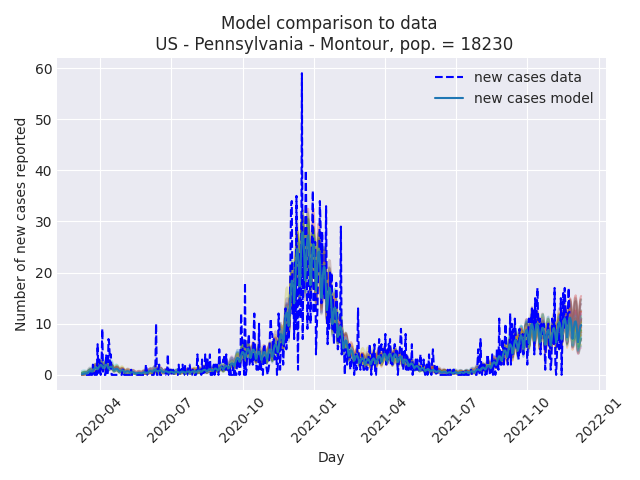 Model comparison to data
US - Pennsylvania - Montour, pop. = 18230
new cases data
new cases model
Number of new cases reported
60
50
40
30
20
10
0
2020-04
2020-07
2020-10
2021-01
2021-04
2021-07
2021-10
2022-01
Day